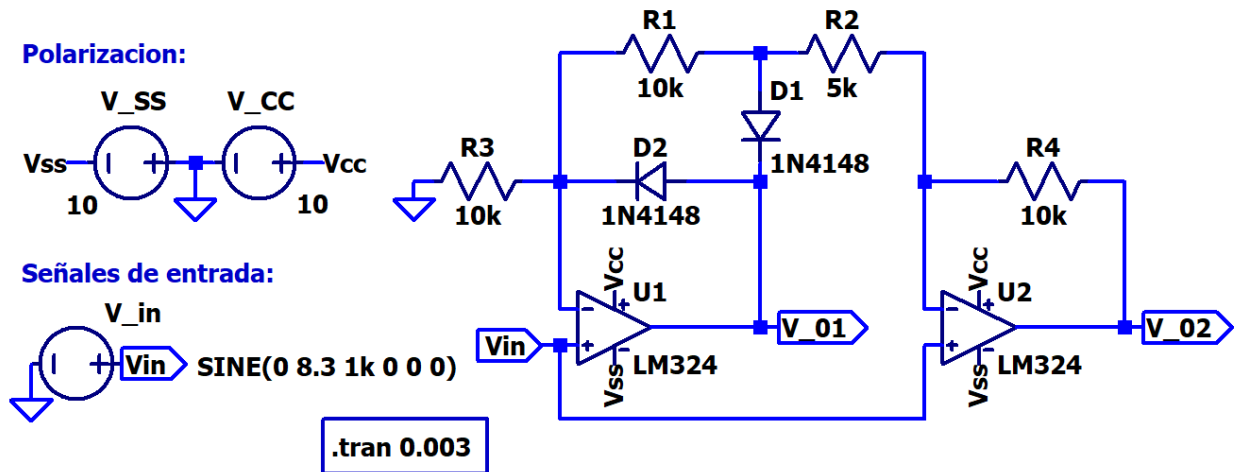 Polarizacion:
V_SS
V_CC
Vss
Vcc
10
10
Señales de entrada:
V_in
Vin
SINE(0 8.3 1k 0 0 0)
.tran 0.003
R1
10k
R2
5k
D1
1N4148
R3
10k
D2
1N4148
R4
10k
Vcc
U1
Vin
LM324
Vss
V_01
Vcc
U2
LM324
Vss
V_02